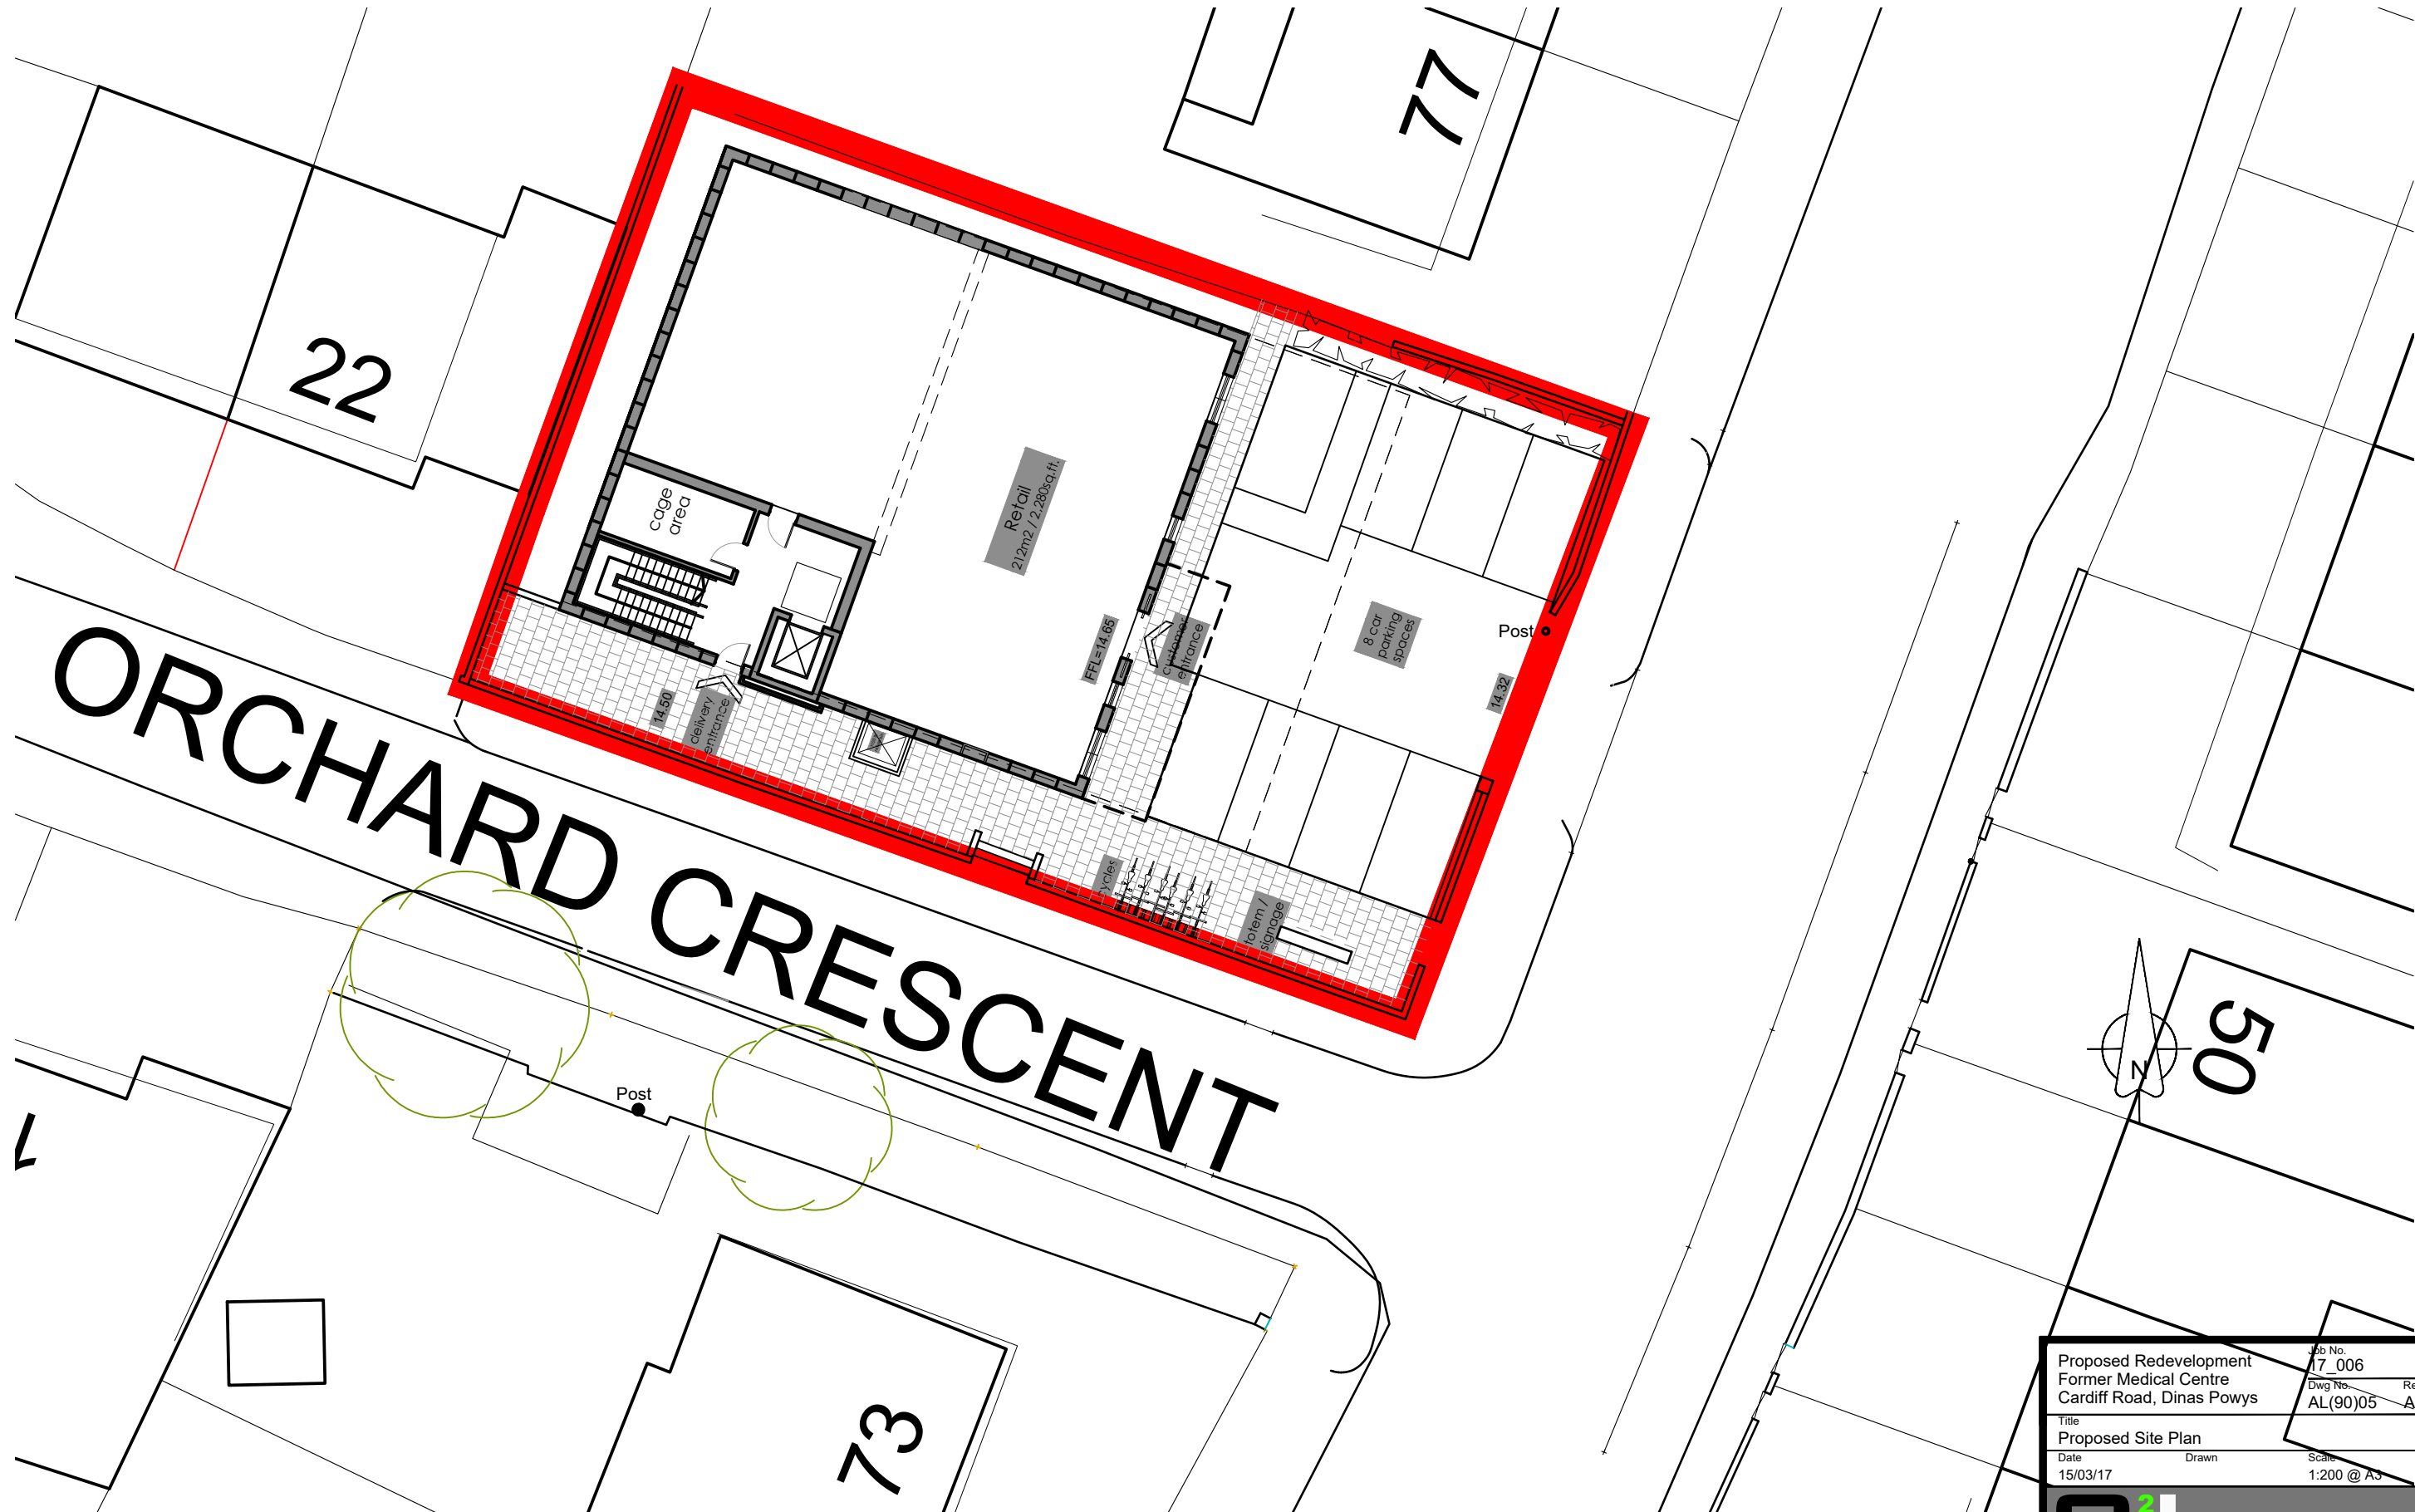 77
22
cage
area
Retail
212m2 / 2,280sq.ft.
FFL=14.65
customer
entrance
8 car
parking
spaces
Post
14.32
14.50
delivery
entrance
ORCHARD CRESCENT
cycles
totem /
signage
Post
50
N
1
73
Proposed Redevelopment
Former Medical Centre
Cardiff Road, Dinas Powys
Job No.
17_006
Dwg No.
AL(90)05
Re
A
Title
Proposed Site Plan
Date
Drawn
Scale
15/03/17
1:200 @ A3
2